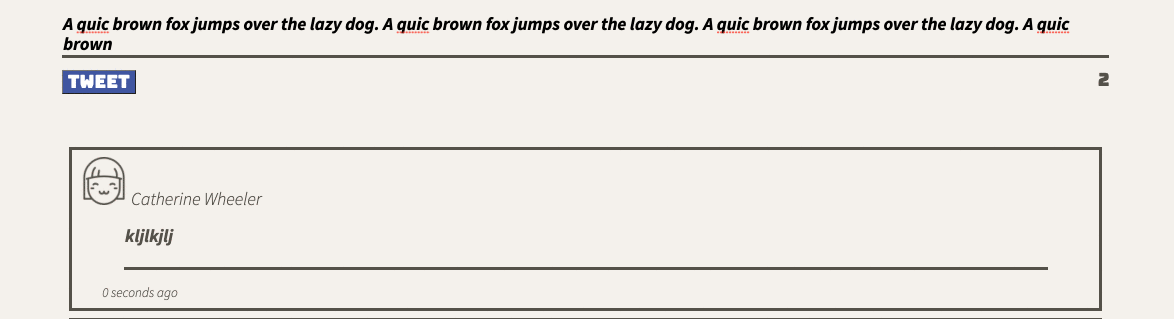 A quic brown fox jumps over the lazy dog. A quic brown fox jumps over the lazy dog. A quic brown fox jumps over the lazy dog. A quic
brown
TWEET
2
Catherine Wheeler
kljlkjlj
0 seconds ago